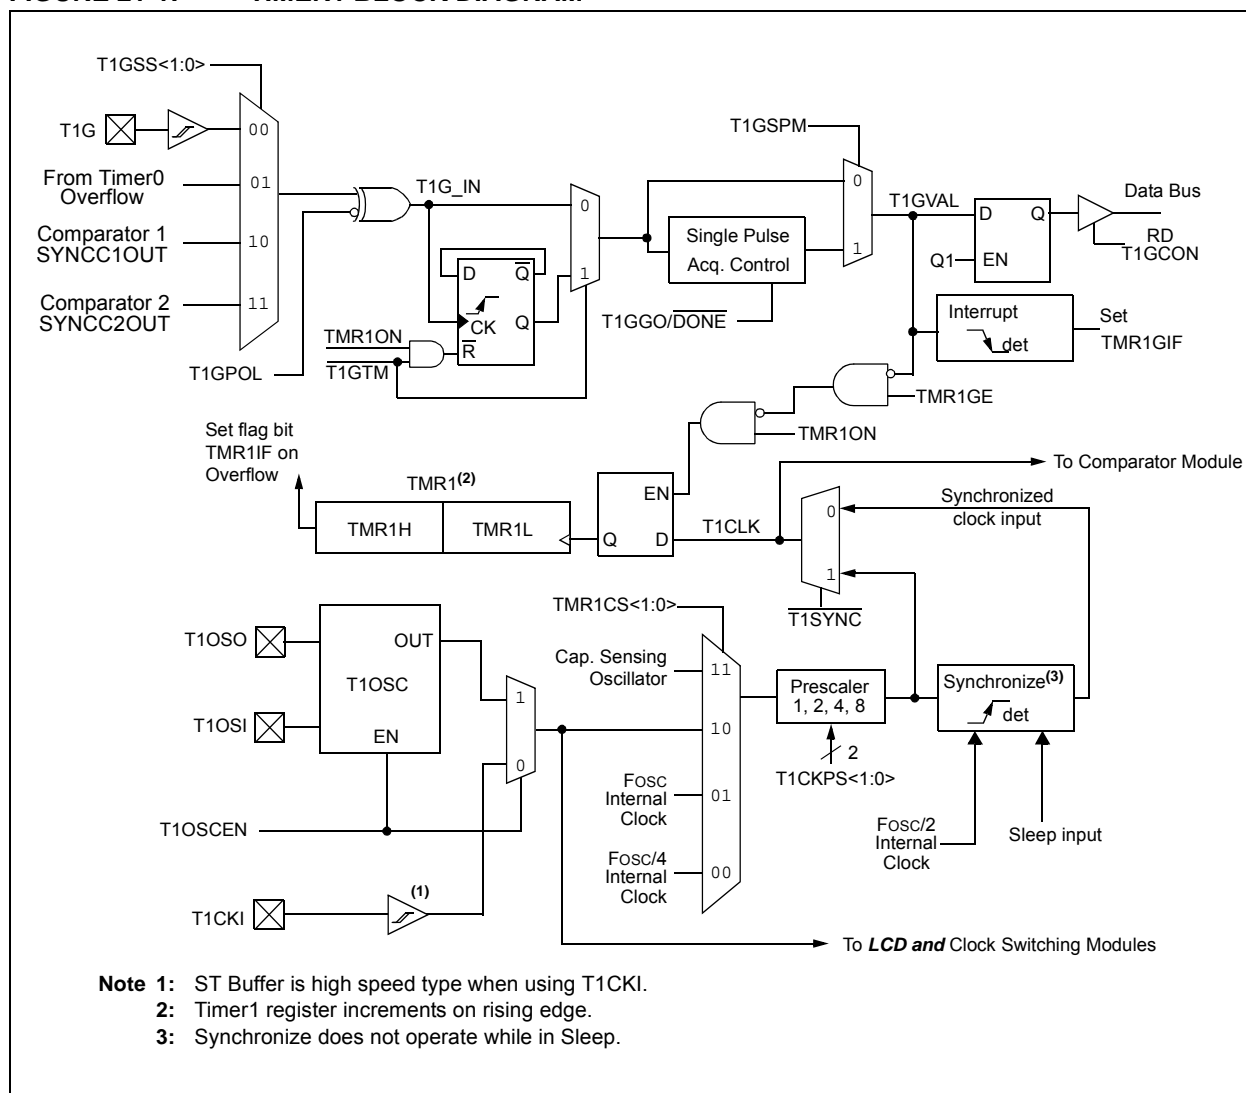 T1GSS<1:0>
T1G
00
From Timer0
Overflow
01
Comparator 1
SYNCC1OUT
10
Comparator 2
SYNCC2OUT
11
T1GPOL
T1G_IN
D
Q
CK
Q
R
TMR1ON
T1GTM
0
1
Single Pulse
Acq. Control
T1GGO/DONE
T1GSPM
0
1
T1GVAL
D
Q
Q1
EN
Data Bus
RD
T1GCON
Interrupt
det
Set
TMR1GIF
TMR1GE
TMR1ON
Set flag bit
TMR1IF on
Overflow
TMR1(2)
TMR1H
TMR1L
EN
Q
D
T1CLK
To Comparator Module
0
1
Synchronized
clock input
T1SYNC
T1OSO
T1OSI
OUT
T1OSC
EN
T1OSCEN
T1CKI
(1)
1
0
TMR1CS<1:0>
Cap. Sensing
Oscillator
11
10
FOSC
Internal
Clock
01
FOSC/4
Internal
Clock
00
Prescaler
1, 2, 4, 8
2
T1CKPS<1:0>
Synchronize(3)
det
FOSC/2
Internal
Clock
Sleep input
To LCD and Clock Switching Modules
Note 1: ST Buffer is high speed type when using T1CKI.
2: Timer1 register increments on rising edge.
3: Synchronize does not operate while in Sleep.